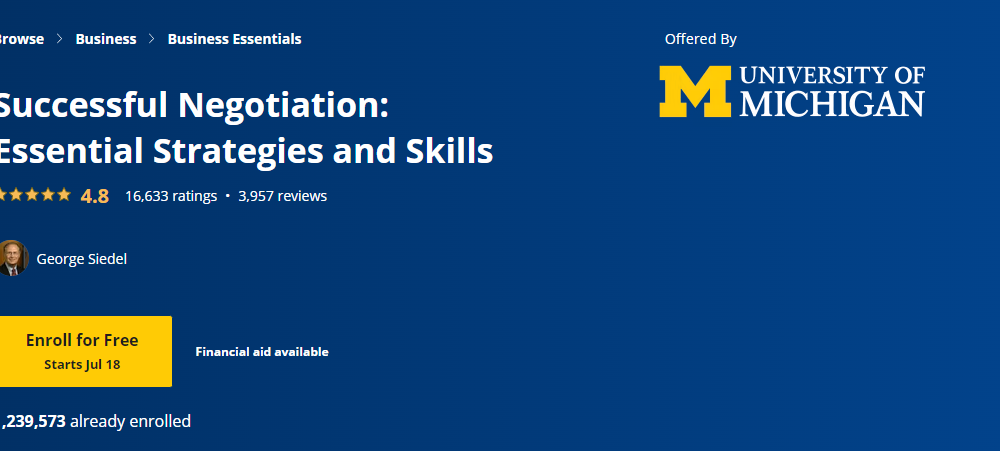 Browse > Business > Business Essentials
Offered By
UNIVERSITY OF
MICHIGAN
Successful Negotiation:
Essential Strategies and Skills
4.8 16,633 ratings • 3,957 reviews
George Siedel
Enroll for Free
Starts Jul 18
Financial aid available
,239,573 already enrolled